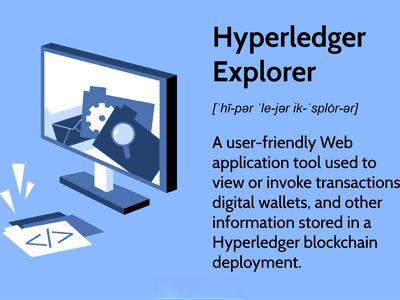 Hyperledger
Explorer
[ˈhī-pər ˈle-jər ik-ˈsplȯr-ər]
A user-friendly Web
application tool used to
view or invoke transactions,
digital wallets, and other
information stored in a
Hyperledger blockchain
deployment.
</>